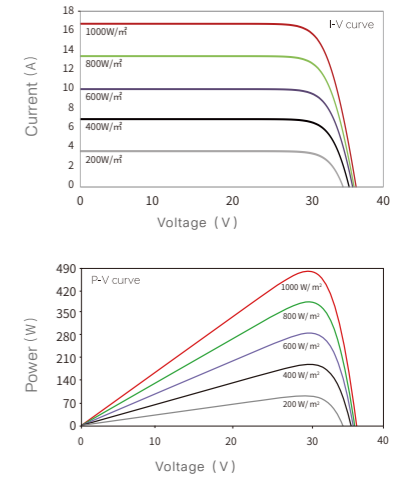 18
I-V curve
16
1000W/㎡
14
800W/㎡
12
10
600W/㎡
8
400W/㎡
6
4
200W/㎡
2
0
Current (A)
0 10 20 30 40
Voltage (V)
490
P-V curve
1000 W/ m²
420
800 W/ m²
350
280
600 W/ m²
210
400 W/ m²
140
200 W/ m²
70
0
Power (W)
0 10 20 30 40
Voltage (V)